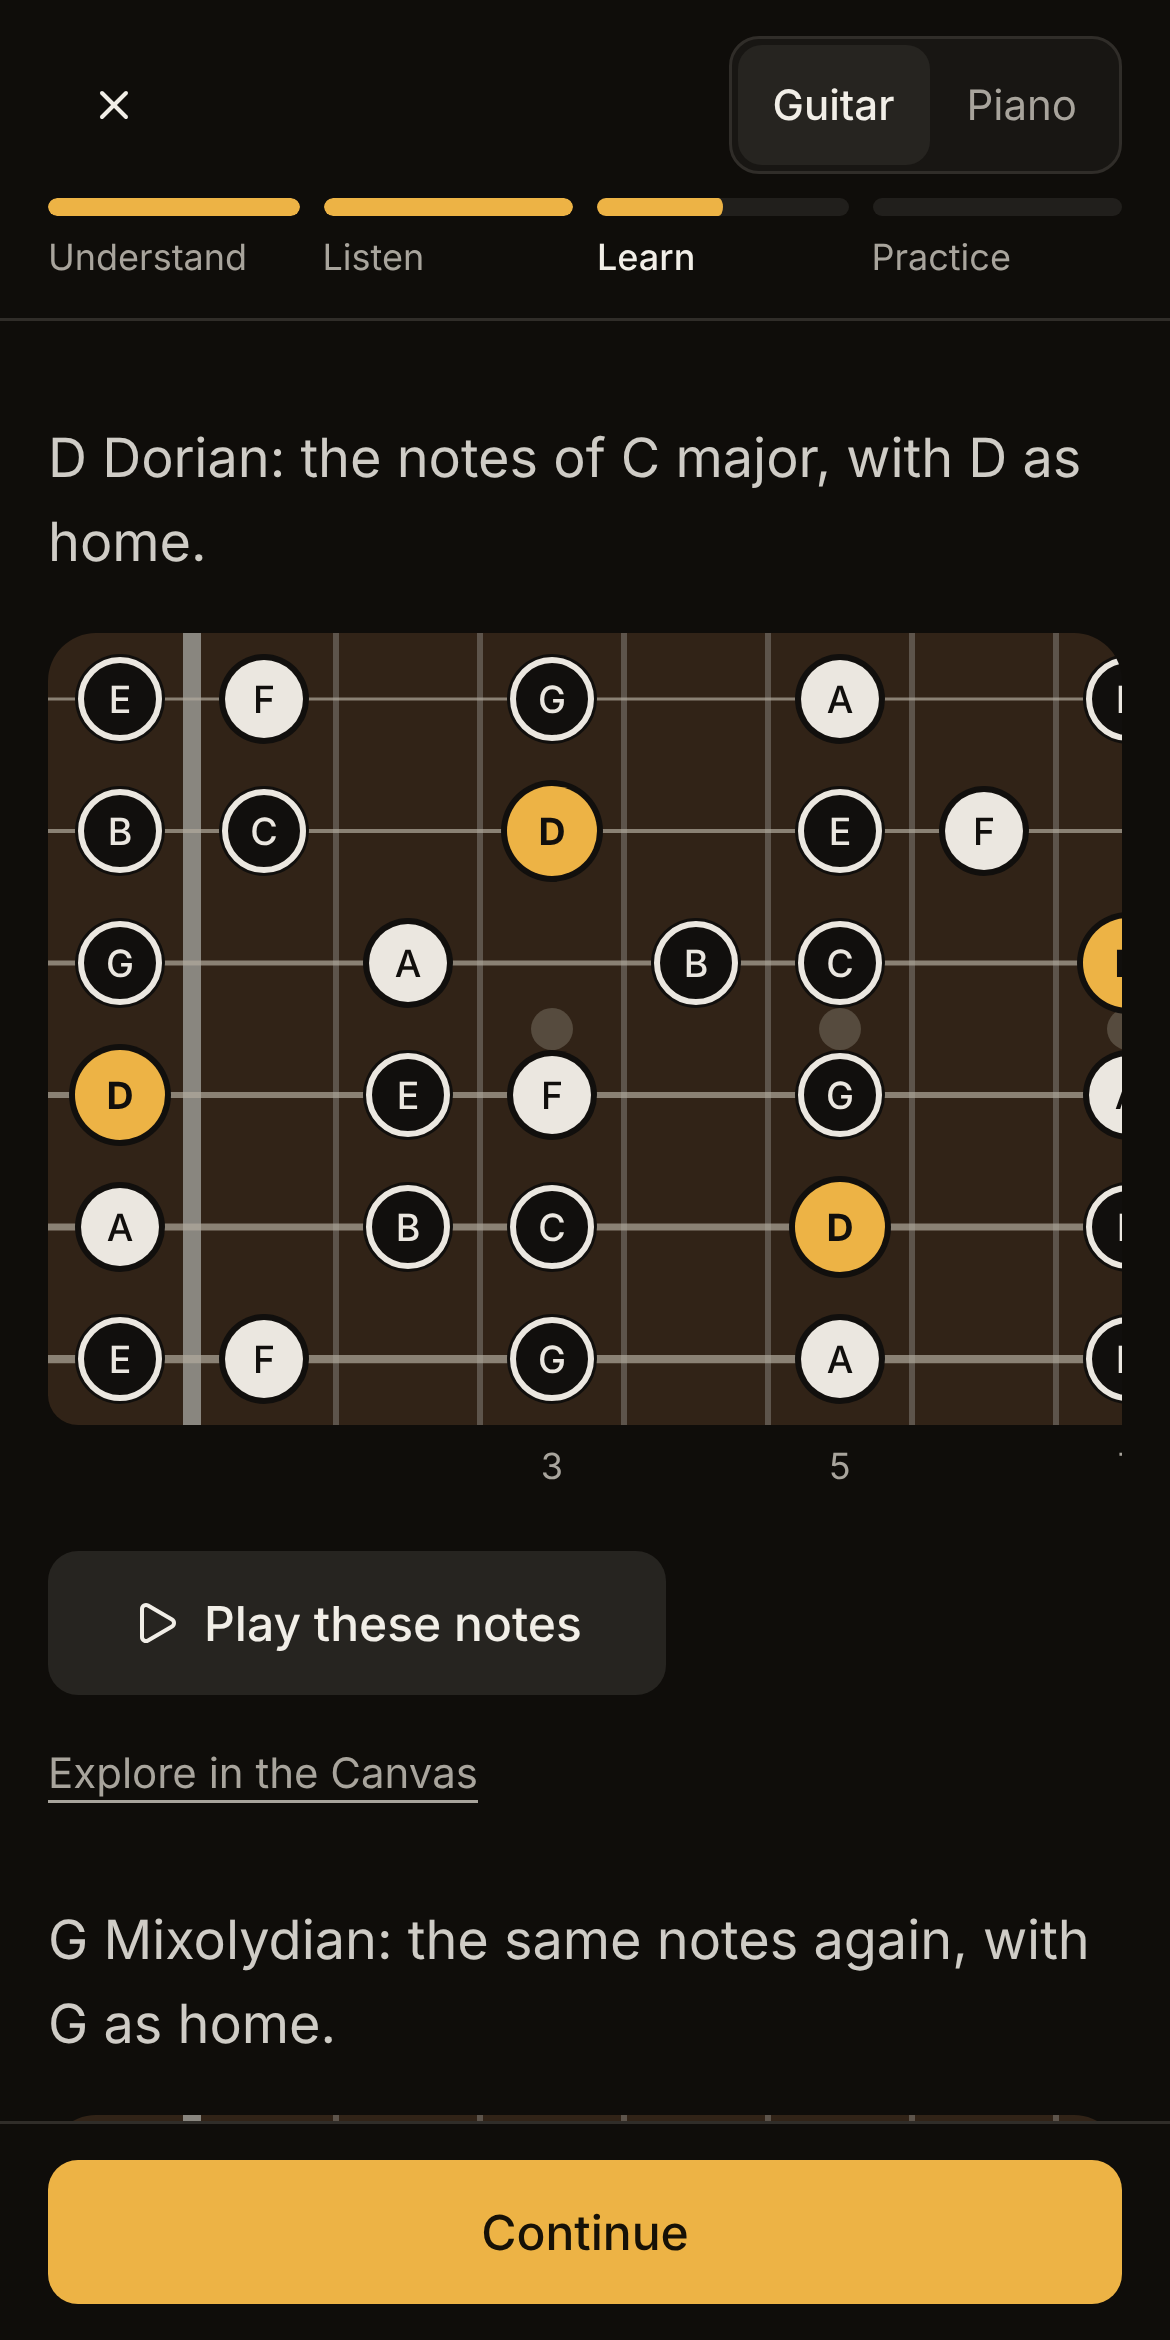 Guitar Piano
Understand Listen Learn Practice
D Dorian: the notes of C major, with D as
home.
E F G A
B C D E F
G A B C
D E F G
A B C D
E F G A
3 5
Play these notes
Explore in the Canvas
G Mixolydian: the same notes again, with
G as home.
Continue